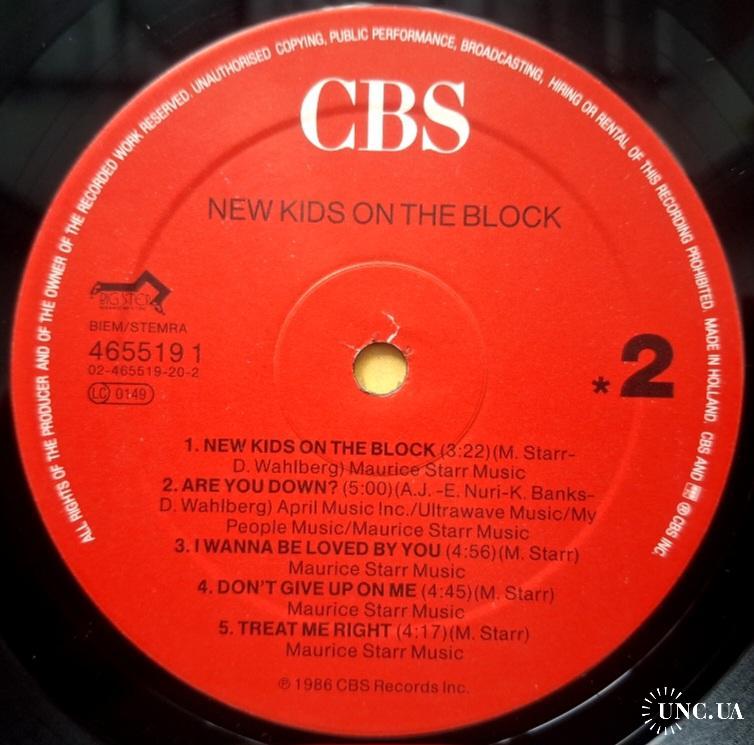 ALL RIGHTS OF THE PRODUCER AND OF THE OWNER OF THE RECORDED WORK RESERVED. UNAUTHORISED COPYING, PUBLIC PERFORMANCE, BROADCASTING, HIRING OR RENTAL OF THIS RECORDING PROHIBITED. MADE IN HOLLAND. CBS AND ® CBS INC.
CBS
NEW KIDS ON THE BLOCK
BIG STEP
BIEM/STEMRA
465519 1
02-465519-20-2
LC 0149
*2
1. NEW KIDS ON THE BLOCK (3:22)(M. Starr-
D. Wahlberg) Maurice Starr Music
2. ARE YOU DOWN? (5:00)(A.J. -E. Nuri-K. Banks-
D. Wahlberg) April Music Inc./Ultrawave Music/My
People Music/Maurice Starr Music
3. I WANNA BE LOVED BY YOU (4:56)(M. Starr)
Maurice Starr Music
4. DON'T GIVE UP ON ME (4:45)(M. Starr)
Maurice Starr Music
5. TREAT ME RIGHT (4:17)(M. Starr)
Maurice Starr Music
℗ 1986 CBS Records Inc.
UNC.UA